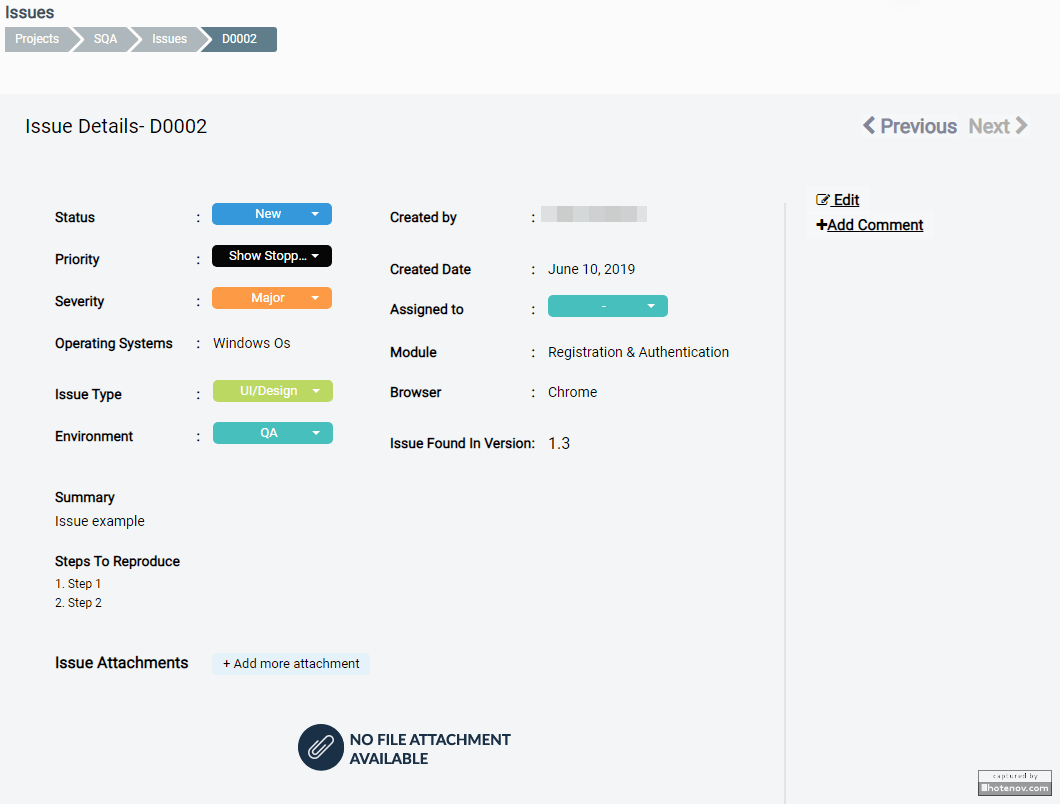 Issues
Projects SQA Issues D0002
Issue Details- D0002
Previous Next
Status : New
Priority : Show Stopp...
Severity : Major
Operating Systems : Windows Os
Issue Type : UI/Design
Environment : QA
Created by :
Created Date : June 10, 2019
Assigned to : -
Module : Registration & Authentication
Browser : Chrome
Issue Found In Version: 1.3
Edit
+Add Comment
Summary
Issue example
Steps To Reproduce
1. Step 1
2. Step 2
Issue Attachments + Add more attachment
NO FILE ATTACHMENT
AVAILABLE
captured by
hotenov.com